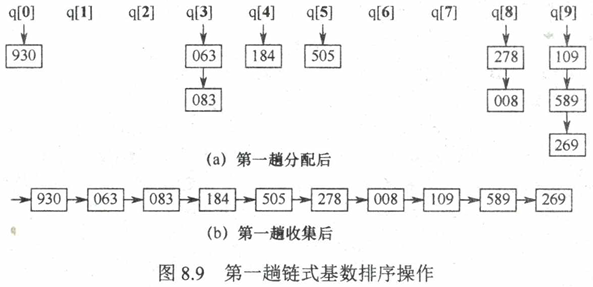 q[0] q[1] q[2] q[3] q[4] q[5] q[6] q[7] q[8] q[9]
930 063 184 505 278 109
083 008 589
269
(a) 第一趟分配后
930 063 083 184 505 278 008 109 589 269
(b) 第一趟收集后
图 8.9 第一趟链式基数排序操作